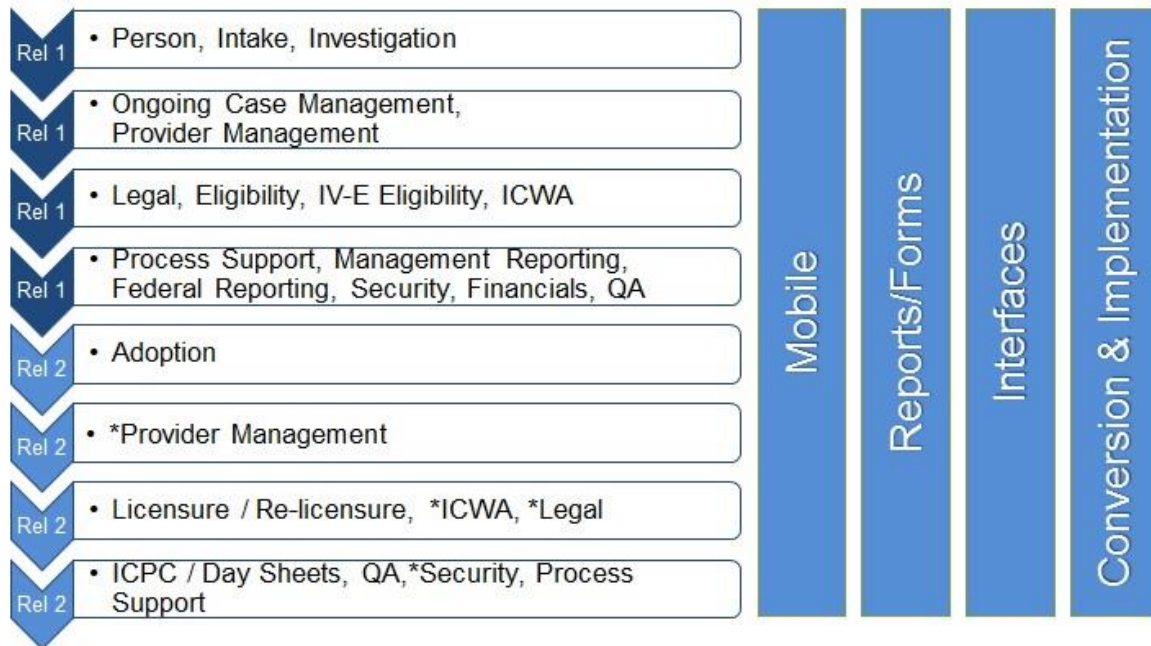 Rel 1
• Person, Intake, Investigation
Rel 1
• Ongoing Case Management,
Provider Management
Rel 1
• Legal, Eligibility, IV-E Eligibility, ICWA
Rel 1
• Process Support, Management Reporting,
Federal Reporting, Security, Financials, QA
Rel 2
• Adoption
Rel 2
• *Provider Management
Rel 2
• Licensure / Re-licensure, *ICWA, *Legal
Rel 2
• ICPC / Day Sheets, QA,*Security, Process
Support
Mobile
Reports/Forms
Interfaces
Conversion & Implementation